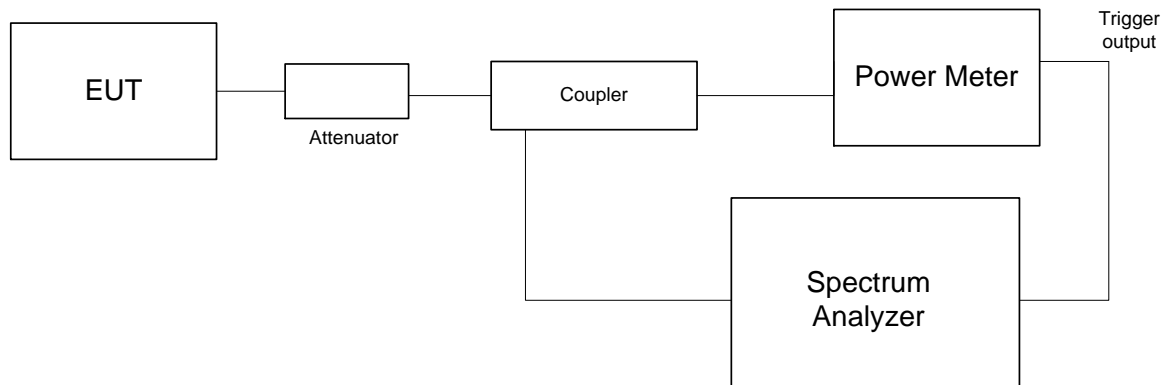 EUT
Attenuator
Coupler
Power Meter
Trigger
output
Spectrum
Analyzer